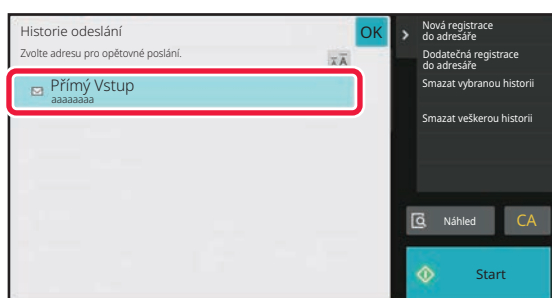 Historie odeslání
OK
Zvolte adresu pro opětovné poslání.
Přímý Vstup
aaaaaaaa
Nová registrace
do adresáře
Dodatečná registrace
do adresáře
Smazat vybranou historii
Smazat veškerou historii
Náhled
CA
Start